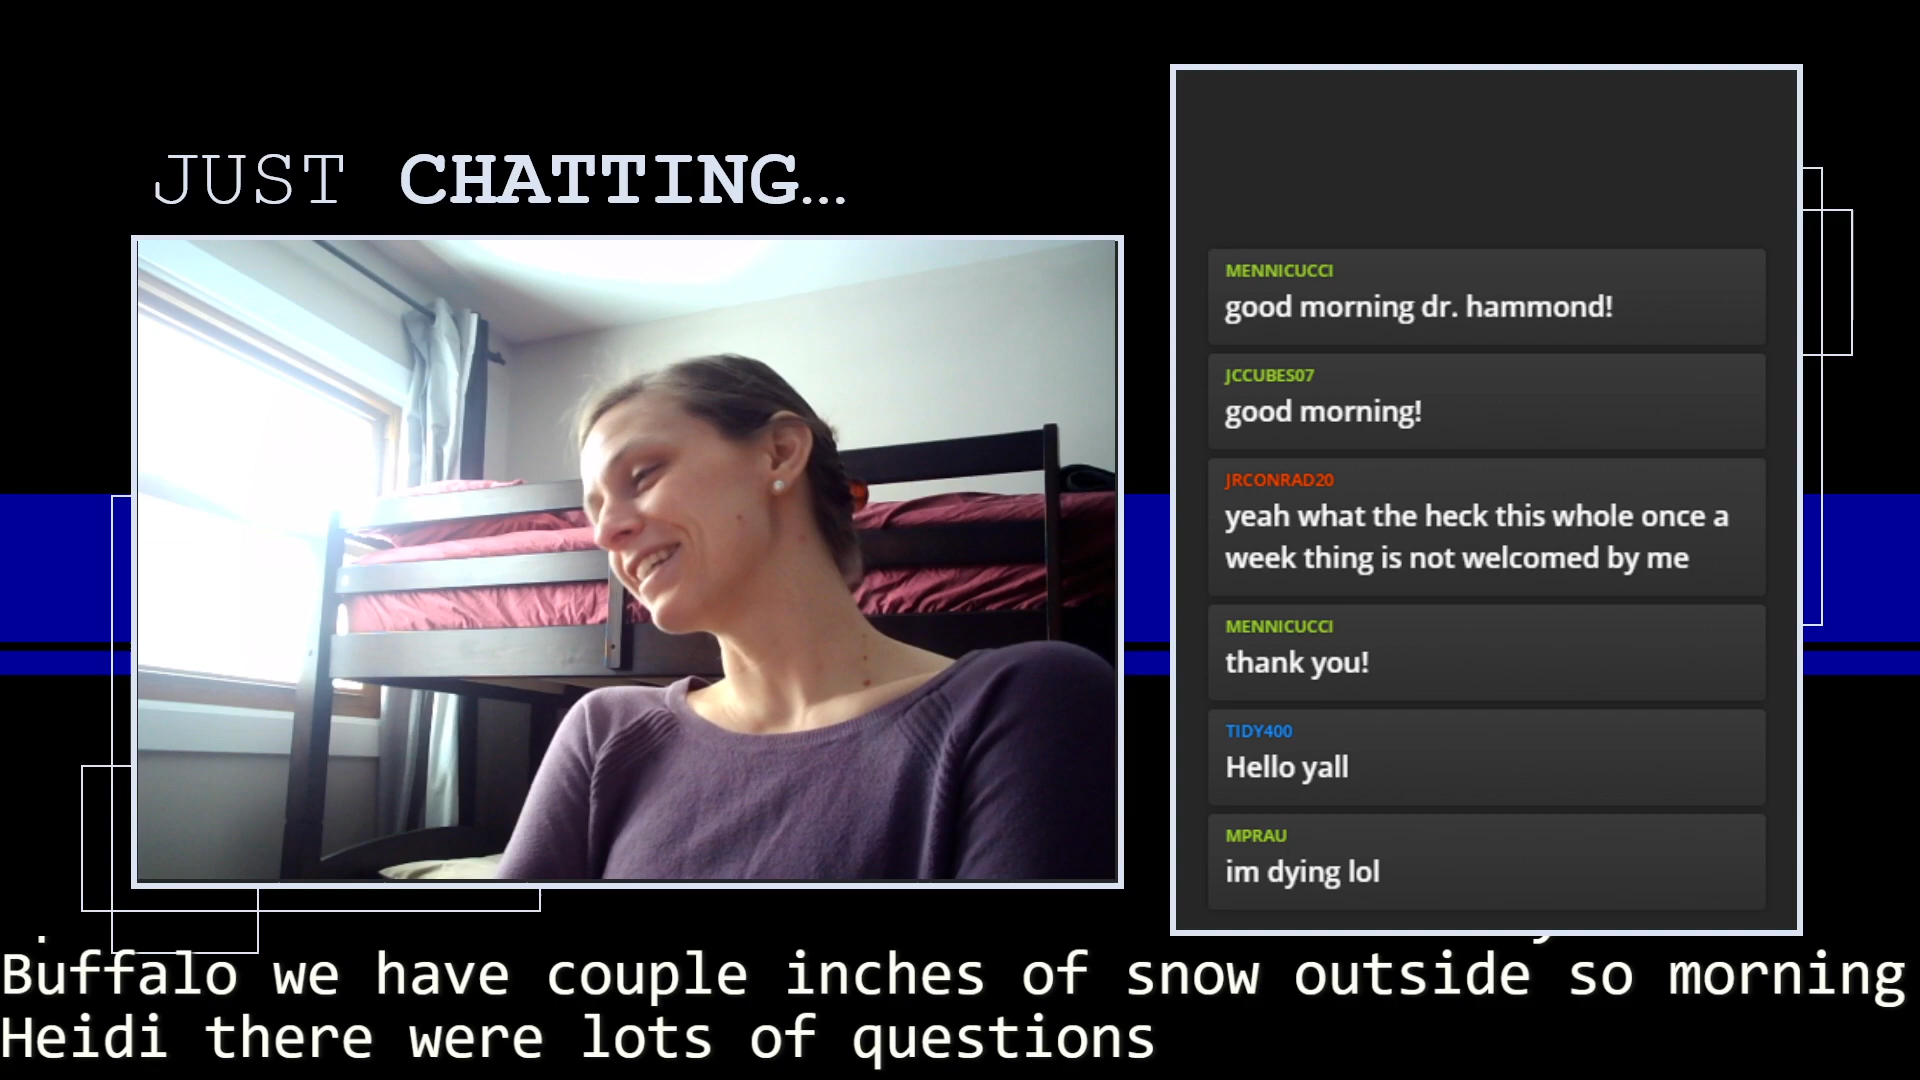 JUST CHATTING...
MENNICUCCI
good morning dr. hammond!
JCCUBES07
good morning!
JRCONRAD20
yeah what the heck this whole once a
week thing is not welcomed by me
MENNICUCCI
thank you!
TIDY400
Hello yall
MPRAU
im dying lol
Buffalo we have couple inches of snow outside so morning
Heidi there were lots of questions